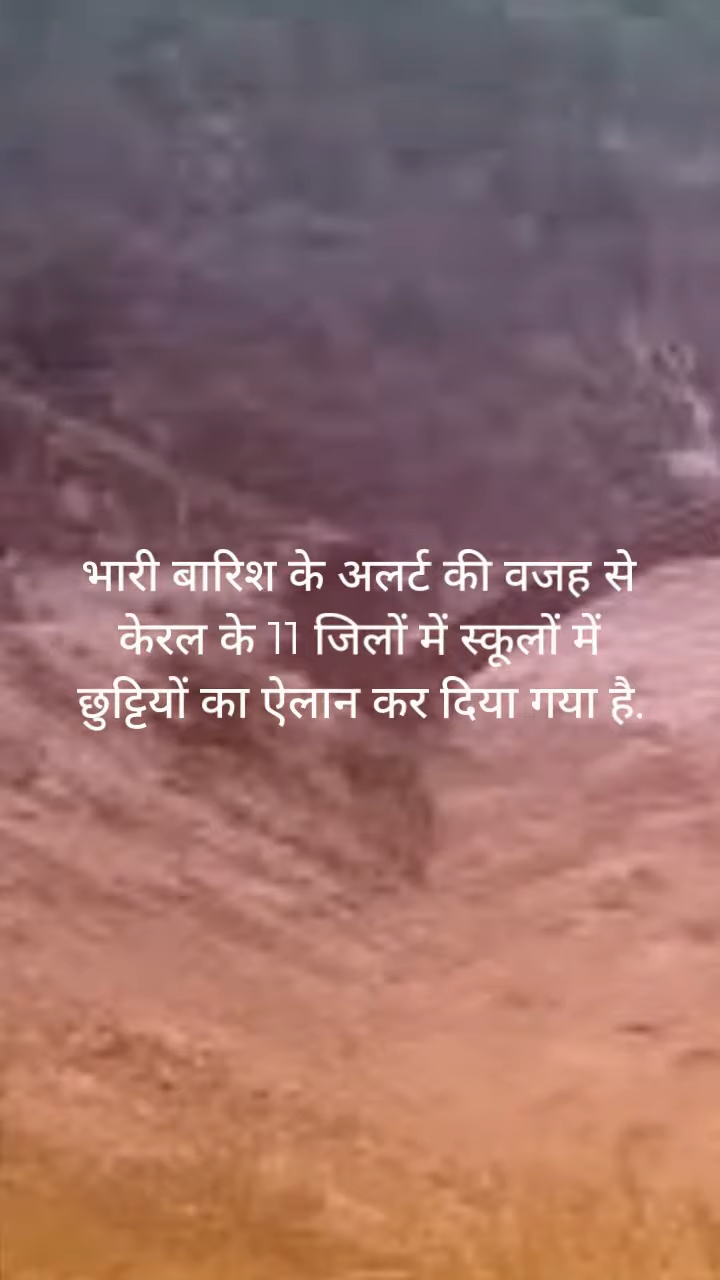 भारी बारिश के अलर्ट की वजह से
केरल के 11 जिलों में स्कूलों में
छुट्टियों का ऐलान कर दिया गया है.